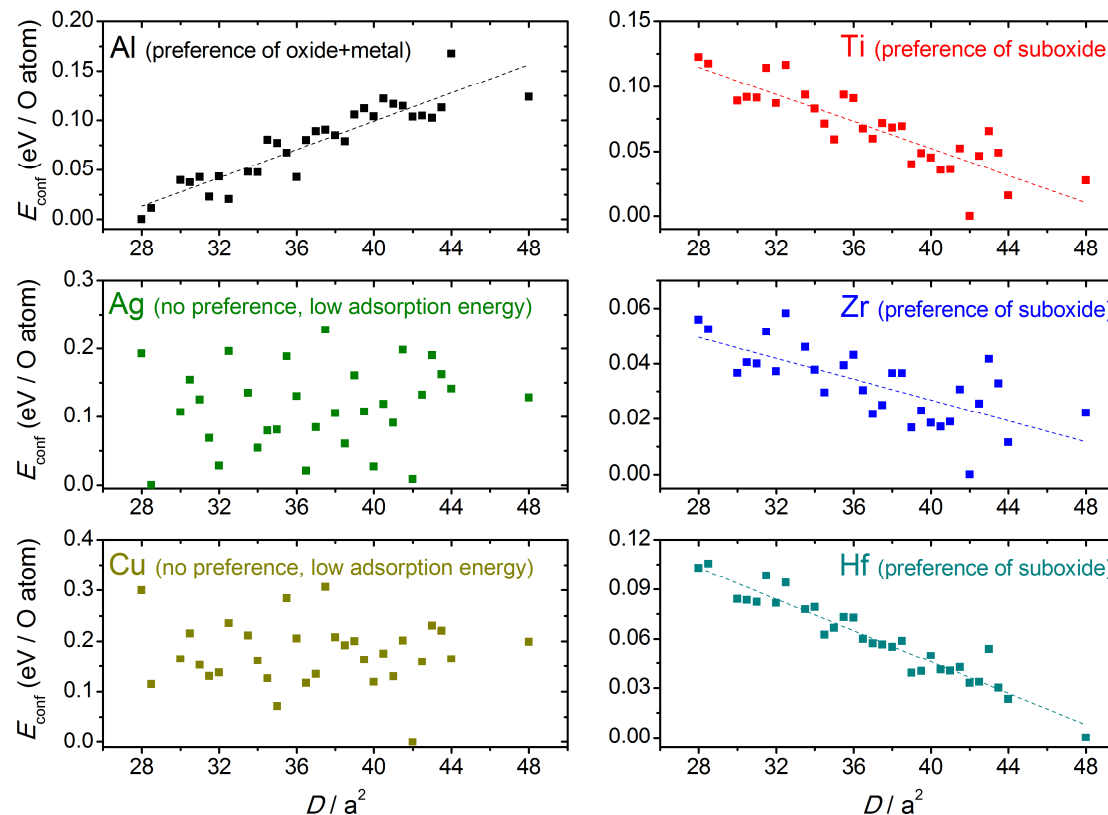 Al (preference of oxide+metal)
0.20
0.15
0.10
0.05
0.00
28 32 36 40 44 48
D
E_conf (eV / O atom)
Ti (preference of suboxide
0.15
0.10
0.05
0.00
28 32 36 40 44 48
D
Ag (no preference, low adsorption energy)
0.3
0.2
0.1
0.0
28 32 36 40 44 48
E_conf (eV / O atom)
Zr (preference of suboxide)
0.06
0.04
0.02
0.00
28 32 36 40 44 48
Cu (no preference, low adsorption energy)
0.4
0.3
0.2
0.1
0.0
28 32 36 40 44 48
D / a²
E_conf (eV / O atom)
Hf (preference of suboxide)
0.12
0.09
0.06
0.03
0.00
28 32 36 40 44 48
D / a²